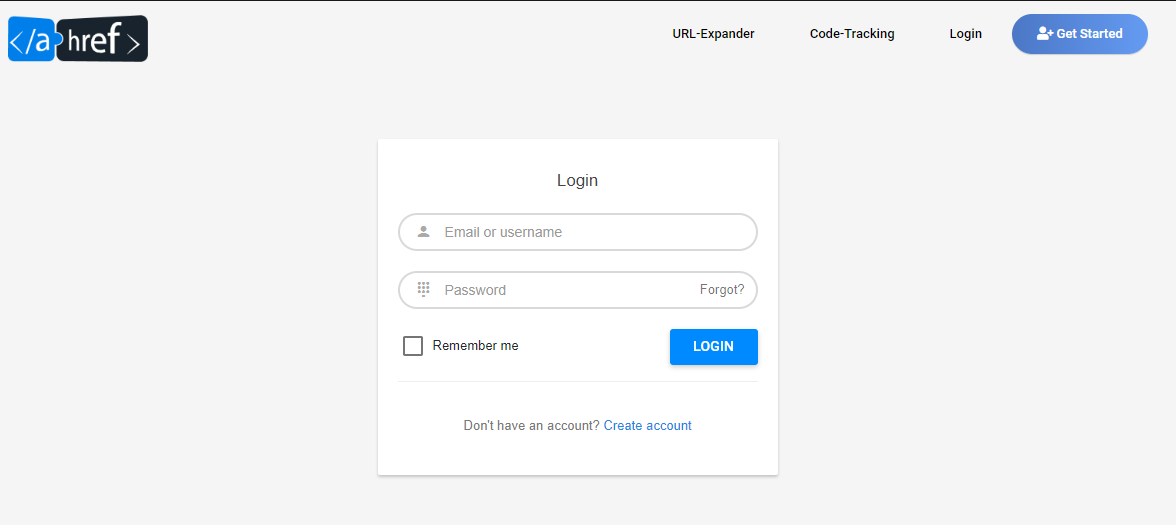 </a href >
URL-Expander
Code-Tracking
Login
Get Started
Login
Email or username
Password
Forgot?
Remember me
LOGIN
Don't have an account? Create account